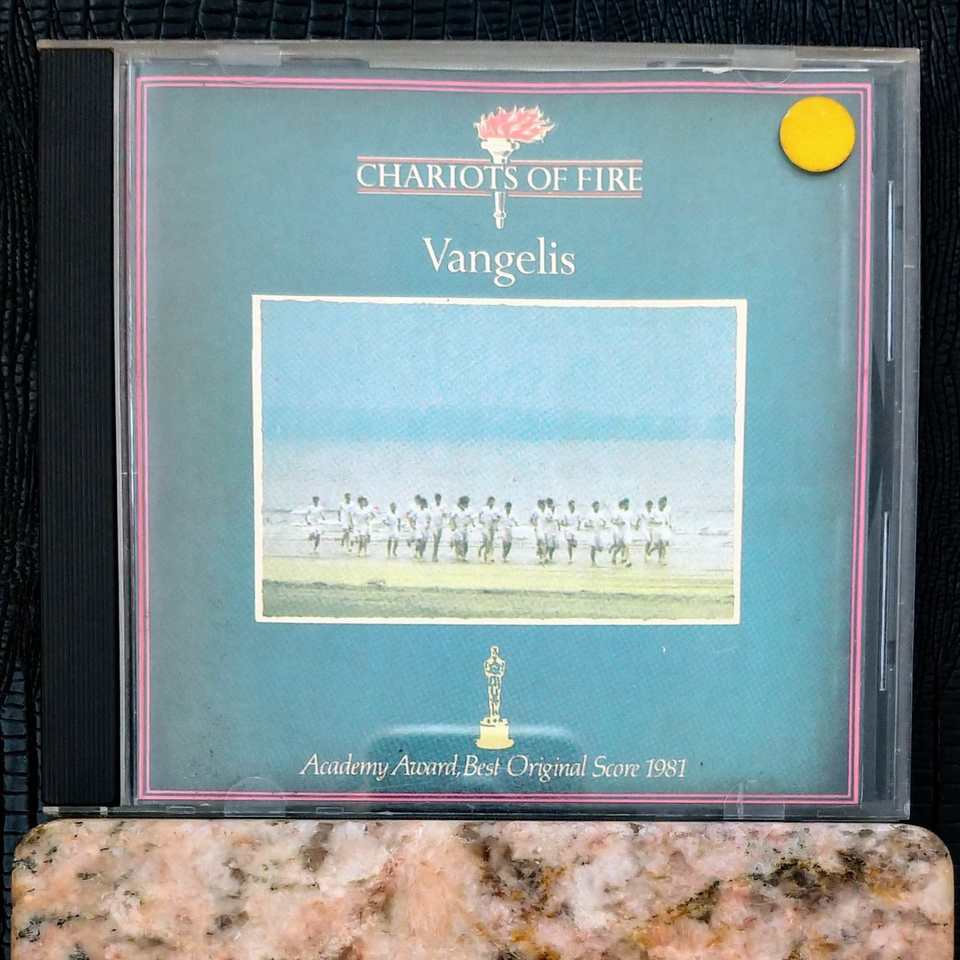 CHARIOTS OF FIRE
Vangelis
Academy Award, Best Original Score 1981